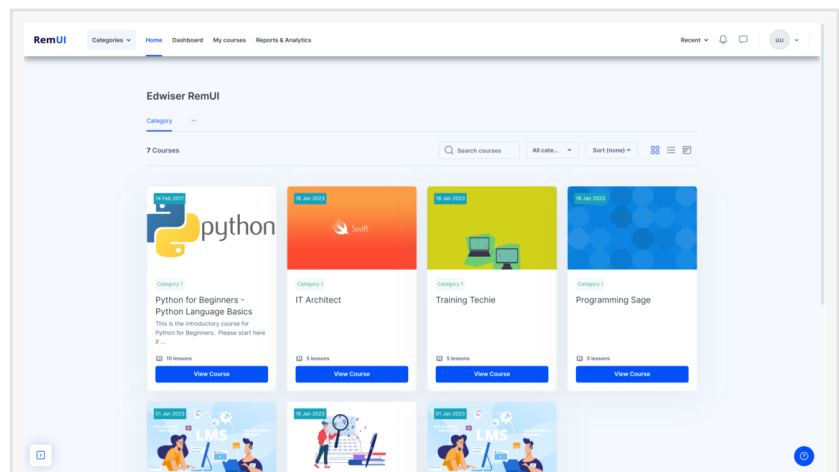 RemUI
Categories
Home
Dashboard
My courses
Reports & Analytics
Recent
UU
Edwiser RemUI
Category
...
7 Courses
Search courses
All cate...
Sort (none)
14 Feb 2017
python
Category 1
Python for Beginners -
Python Language Basics
This is the introductory course for
Python for Beginners. Please start here
if ...
10 lessons
View Course
16 Jan 2023
Swift
Category 1
IT Architect
5 lessons
View Course
16 Jan 2023
Category 1
Training Techie
5 lessons
View Course
16 Jan 2023
Category 1
Programming Sage
5 lessons
View Course
01 Jan 2023
LMS
16 Jan 2023
01 Jan 2023
LMS